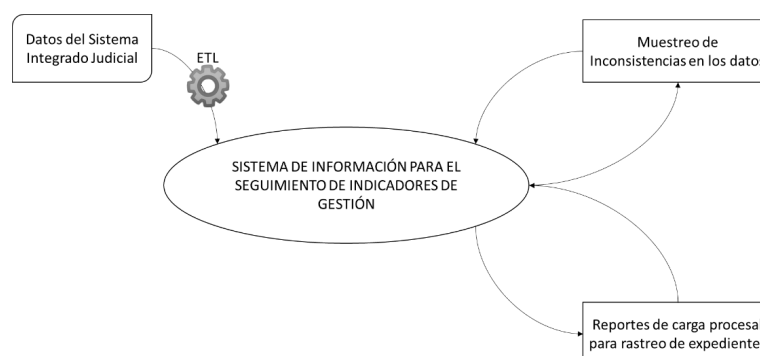 Datos del Sistema
Integrado Judicial
ETL
Muestreo de
Inconsistencias en los datos
SISTEMA DE INFORMACIÓN PARA EL
SEGUIMIENTO DE INDICADORES DE
GESTIÓN
Reportes de carga procesal
para rastreo de expediente